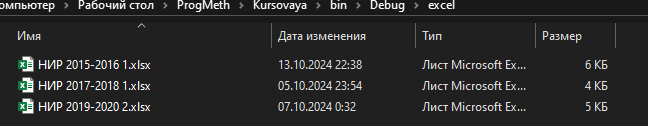 омпьютер > Рабочий стол > ProgMeth > Kursovaya > bin > Debug > excel
Имя Дата изменения Тип Размер
НИР 2015-2016 1.xlsx 13.10.2024 22:38 Лист Microsoft Ex... 6 КБ
НИР 2017-2018 1.xlsx 05.10.2024 23:54 Лист Microsoft Ex... 4 КБ
НИР 2019-2020 2.xlsx 07.10.2024 0:32 Лист Microsoft Ex... 5 КБ